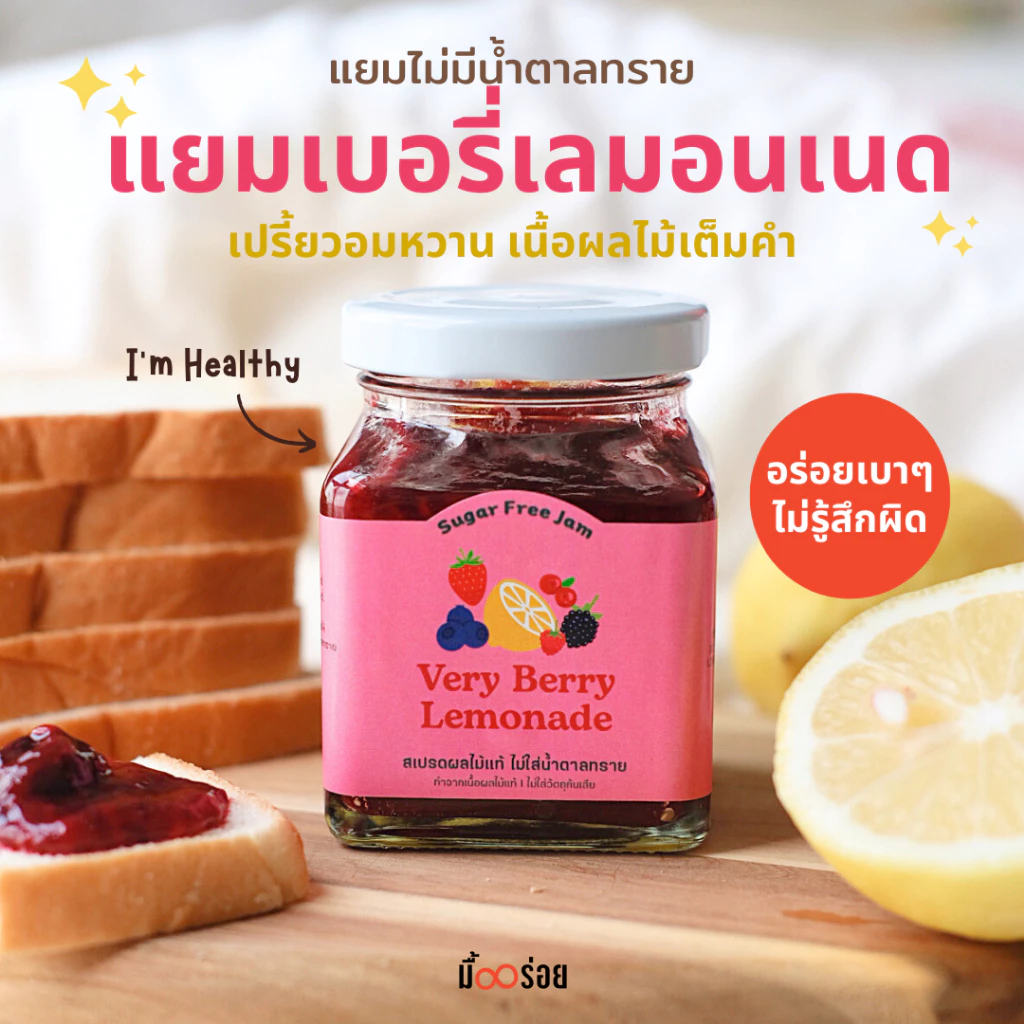 แยมไม่มีน้ำตาลทราย
แยมเบอรี่เลมอนเนด
เปรี้ยวอมหวาน เนื้อผลไม้เต็มคำ
I'm Healthy
อร่อยเบาๆ
ไม่รู้สึกผิด
Sugar Free Jam
Very Berry
Lemonade
สเปรดผลไม้แท้ ไม่ใส่น้ำตาลทราย
ทำจากเนื้อผลไม้แท้ | ไม่ใส่วัตถุกันเสีย
มื้ออร่อย